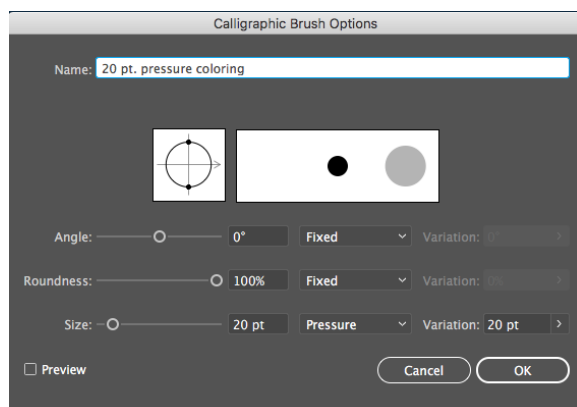 Calligraphic Brush Options
Name: 20 pt. pressure coloring
Angle: 0° Fixed Variation: 0°
Roundness: 100% Fixed Variation: 0%
Size: 20 pt Pressure Variation: 20 pt
Preview Cancel OK